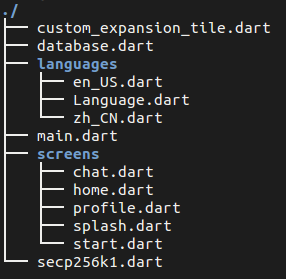 ./
├── custom_expansion_tile.dart
├── database.dart
├── languages
│   ├── en_US.dart
│   ├── Language.dart
│   └── zh_CN.dart
├── main.dart
├── screens
│   ├── chat.dart
│   ├── home.dart
│   ├── profile.dart
│   ├── splash.dart
│   └── start.dart
└── secp256k1.dart